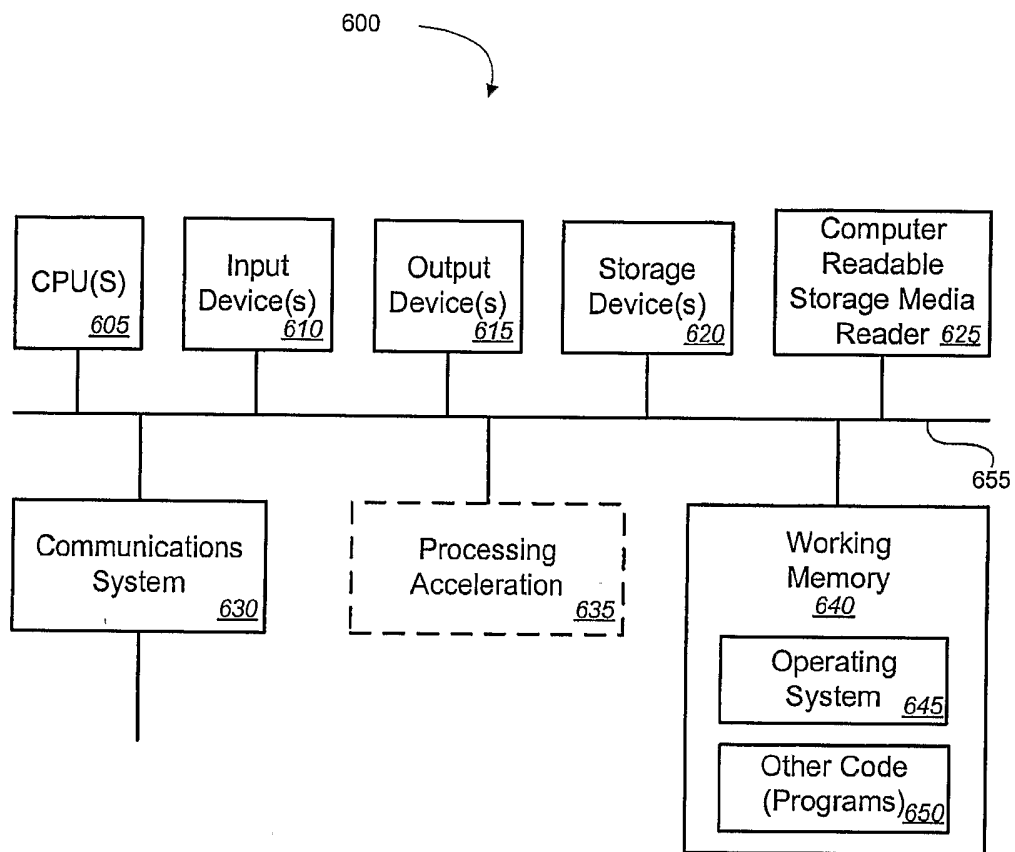 600
CPU(S)
605
Input
Device(s)
610
Output
Device(s)
615
Storage
Device(s)
620
Computer
Readable
Storage Media
Reader 625
655
Communications
System
630
Processing
Acceleration
635
Working
Memory
640
Operating
System
645
Other Code
(Programs)
650